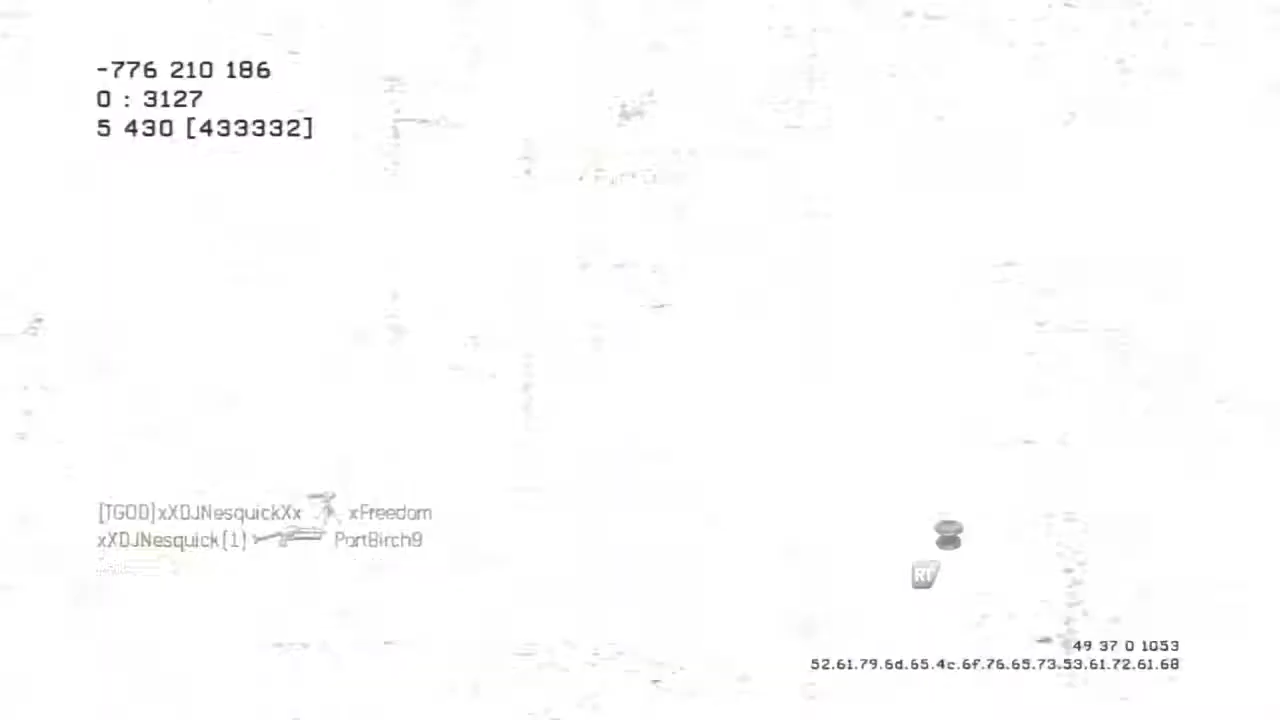 -776 210 186
0 : 3127
5 430 [433332]
[TGOD]xXDJNesquickXx xFreedom
xXDJNesquick(1) PortBirch9
RT
49 37 0 1053
52.61.79.6d.65.4c.6f.76.65.73.53.61.72.61.68